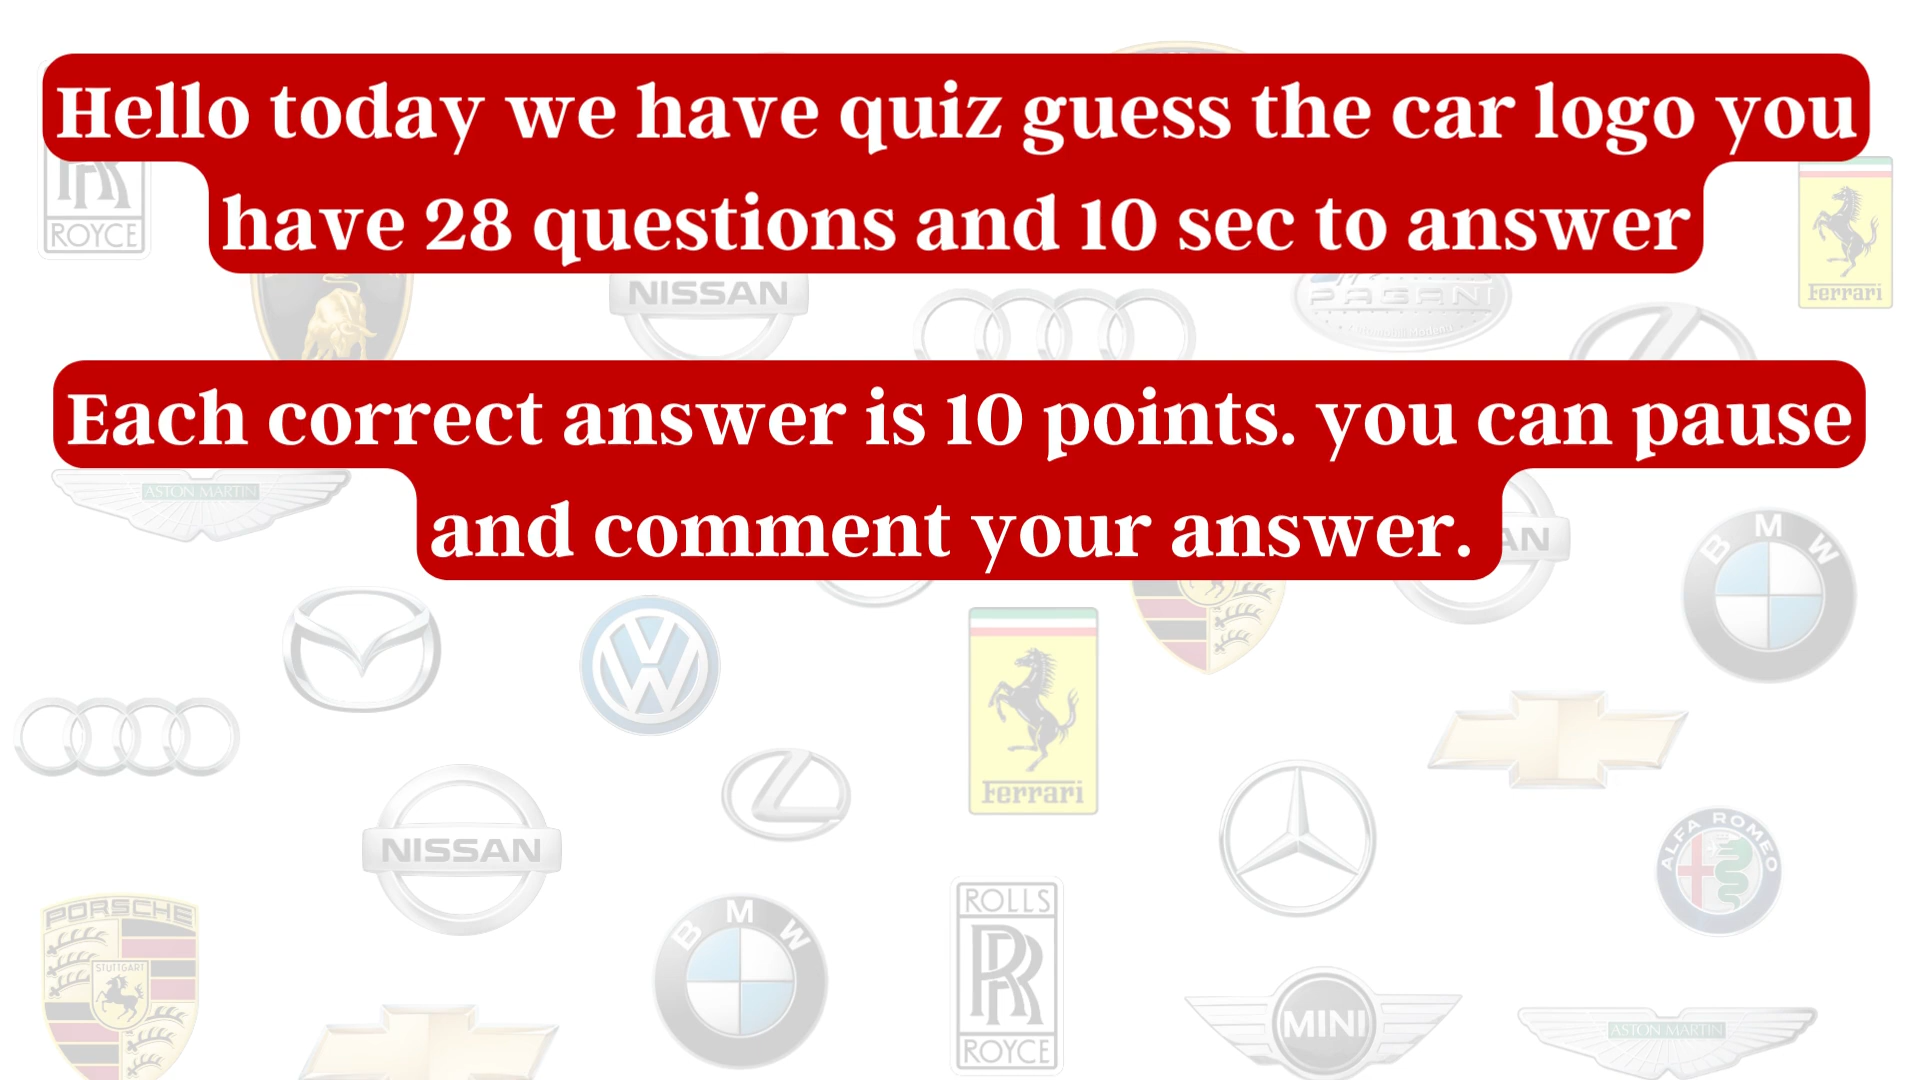 Hello today we have quiz guess the car logo you
have 28 questions and 10 sec to answer
ROYCE
Ferrari
NISSAN
PAGANI
Each correct answer is 10 points. you can pause
and comment your answer.
ASTON MARTIN
AN
BMW
Ferrari
NISSAN
ALFA ROMEO
PORSCHE
STUTTGART
BMW
ROLLS
RR
ROYCE
MINI
ASTON MARTIN